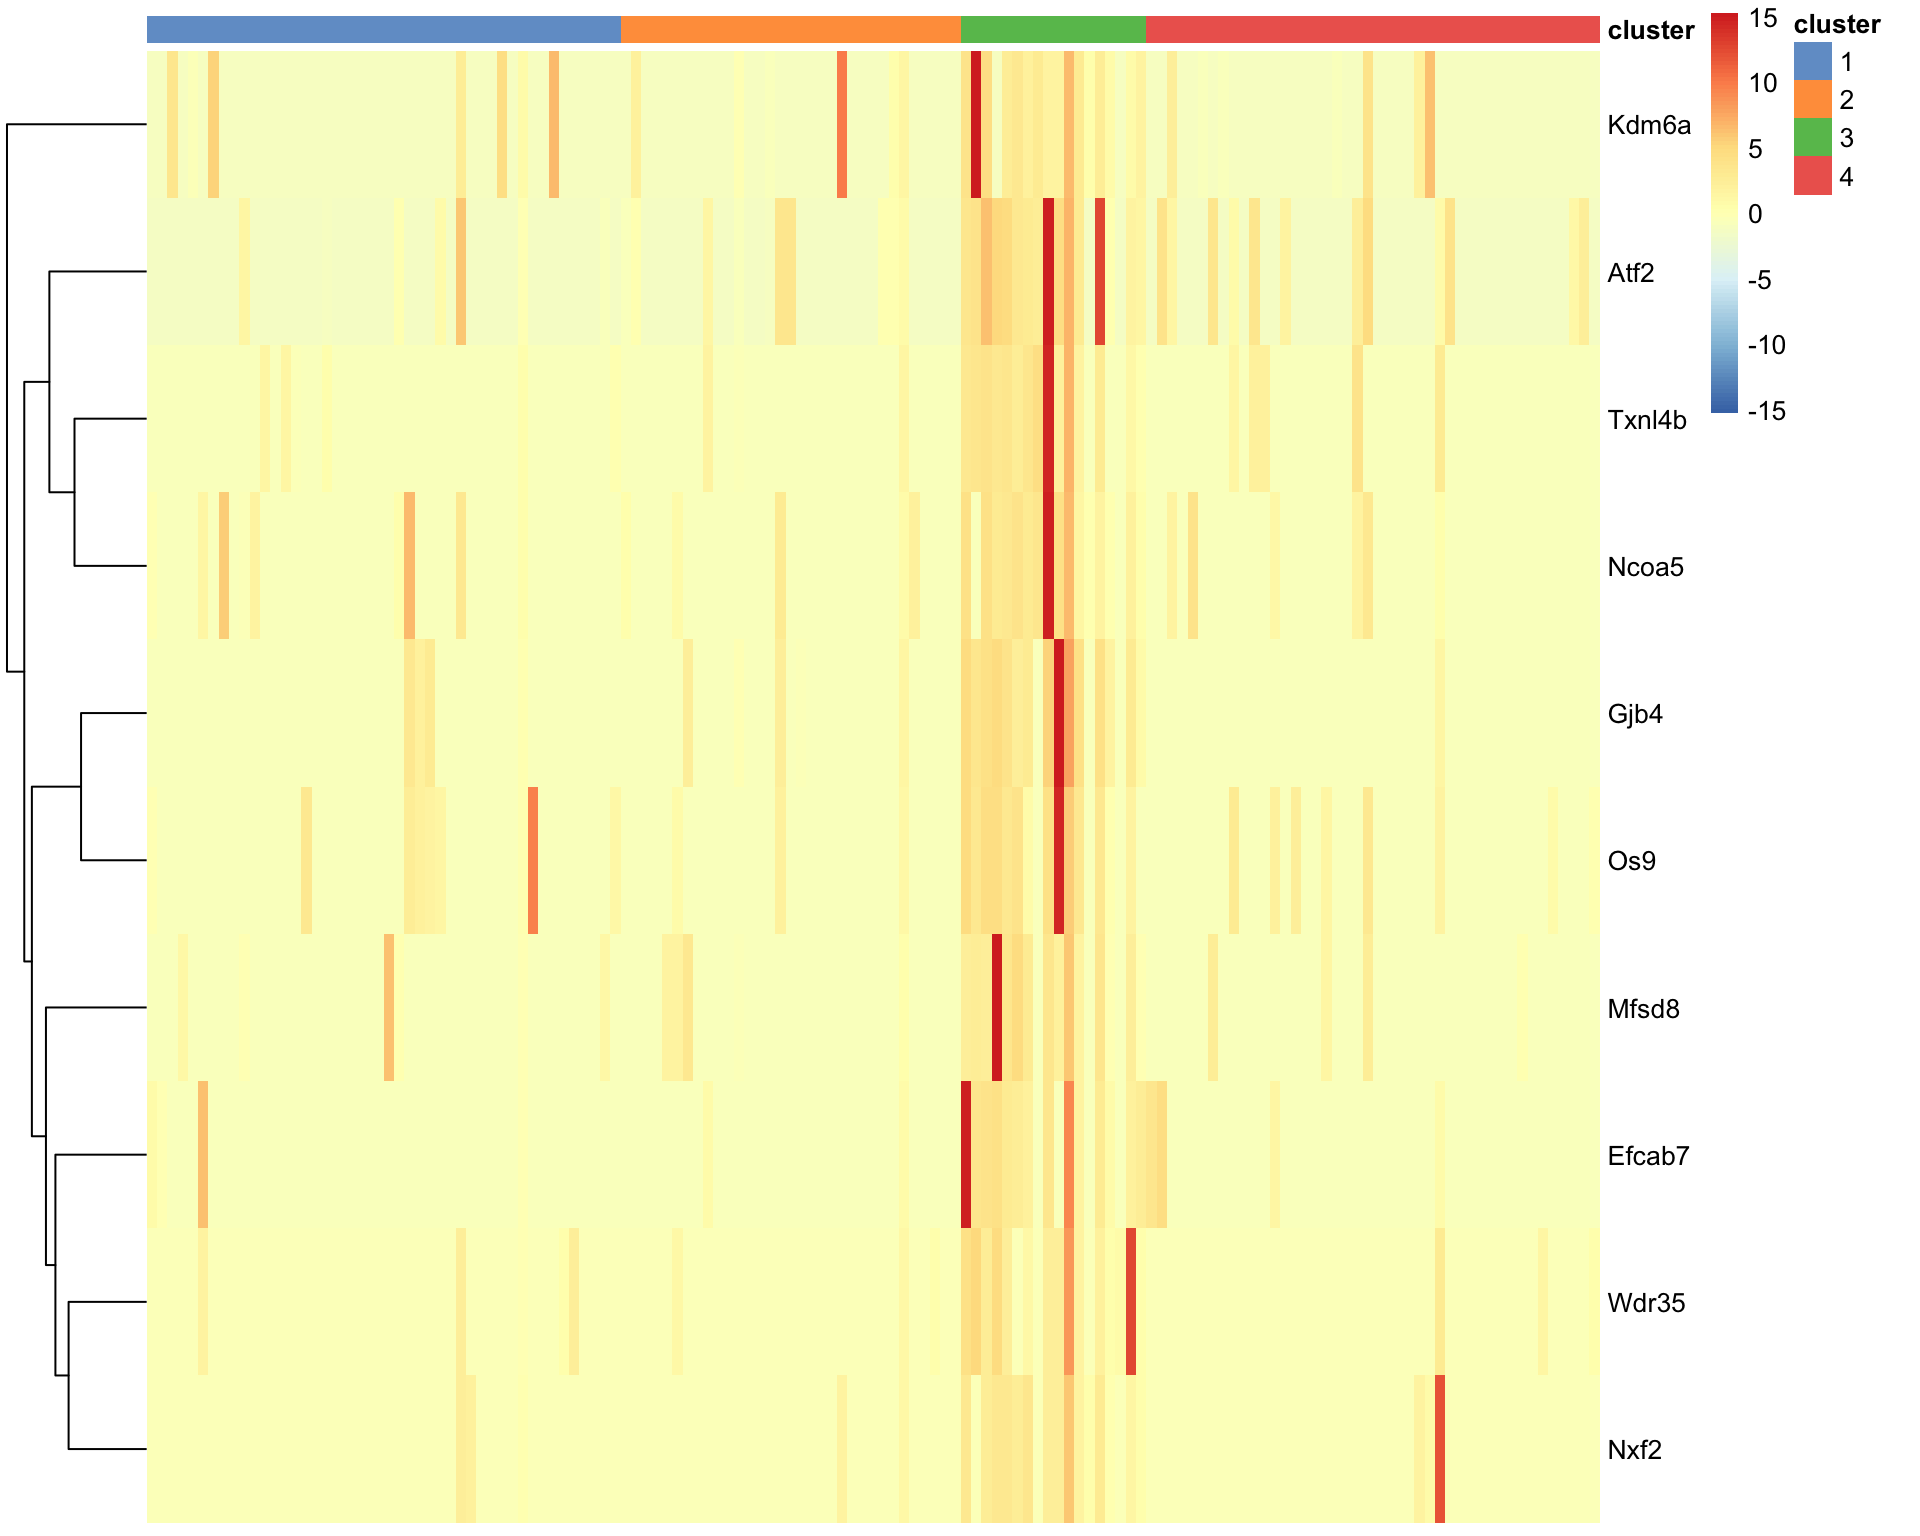 cluster
Kdm6a
Atf2
Txnl4b
Ncoa5
Gjb4
Os9
Mfsd8
Efcab7
Wdr35
Nxf2
15
10
5
0
-5
-10
-15
cluster
1
2
3
4